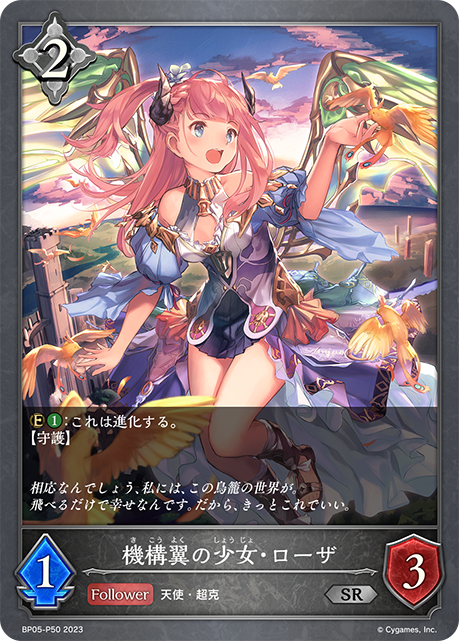 2
Ⓔ①:これは進化する。
【守護】
相応なんでしょう、私には、この鳥籠の世界が。
飛べるだけで幸せなんです。だから、きっとこれでいい。
き こう よく しょう じょ
機構翼の少女・ローザ
1
Follower 天使・超克
SR
3
BP05-P50 2023
© Cygames, Inc.